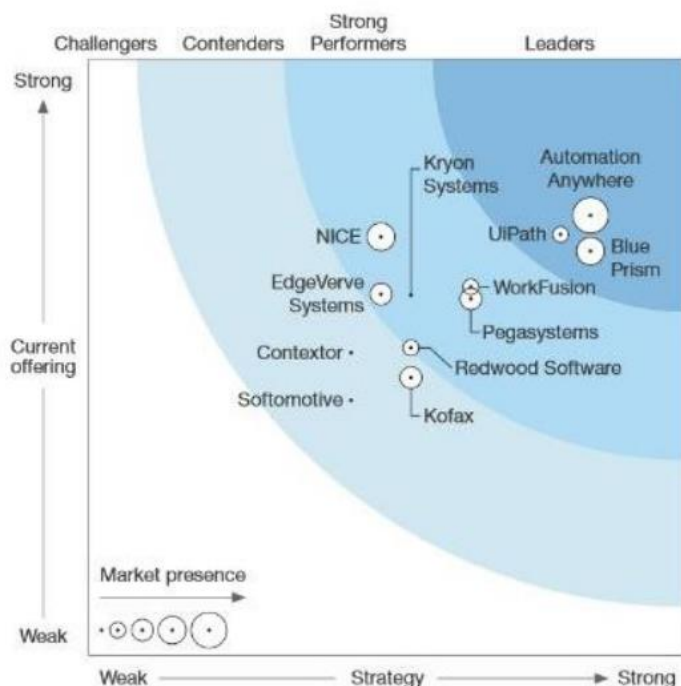 Strong
Challengers Contenders Performers Leaders
Strong
Automation
Anywhere
Kryon
Systems
NICE
UiPath
Blue
Prism
EdgeVerve
Systems
WorkFusion
Pegasystems
Current
offering
Contextor
Redwood Software
Softomotive
Kofax
Market presence
Weak
Weak Strategy Strong